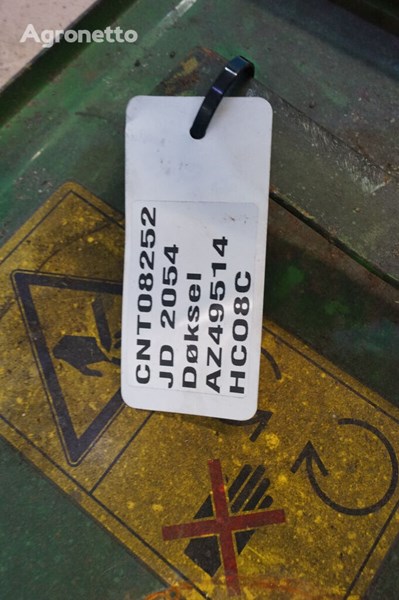 Agronetto
CNT08252
JD 2054
Døksel
AZ49514
HC08C